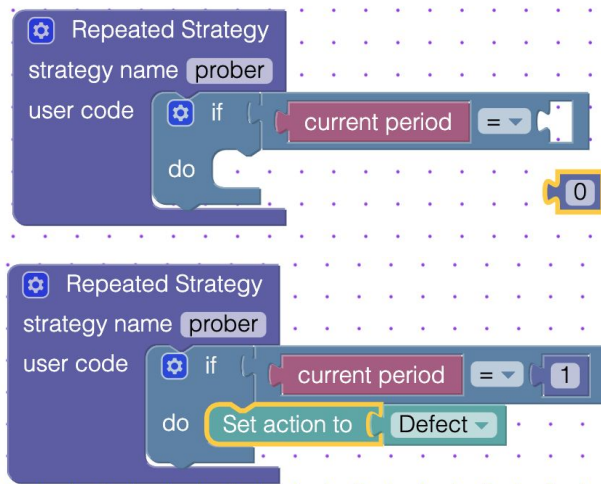 Repeated Strategy
strategy name prober
user code if current period =
do
0
Repeated Strategy
strategy name prober
user code if current period = 1
do Set action to Defect